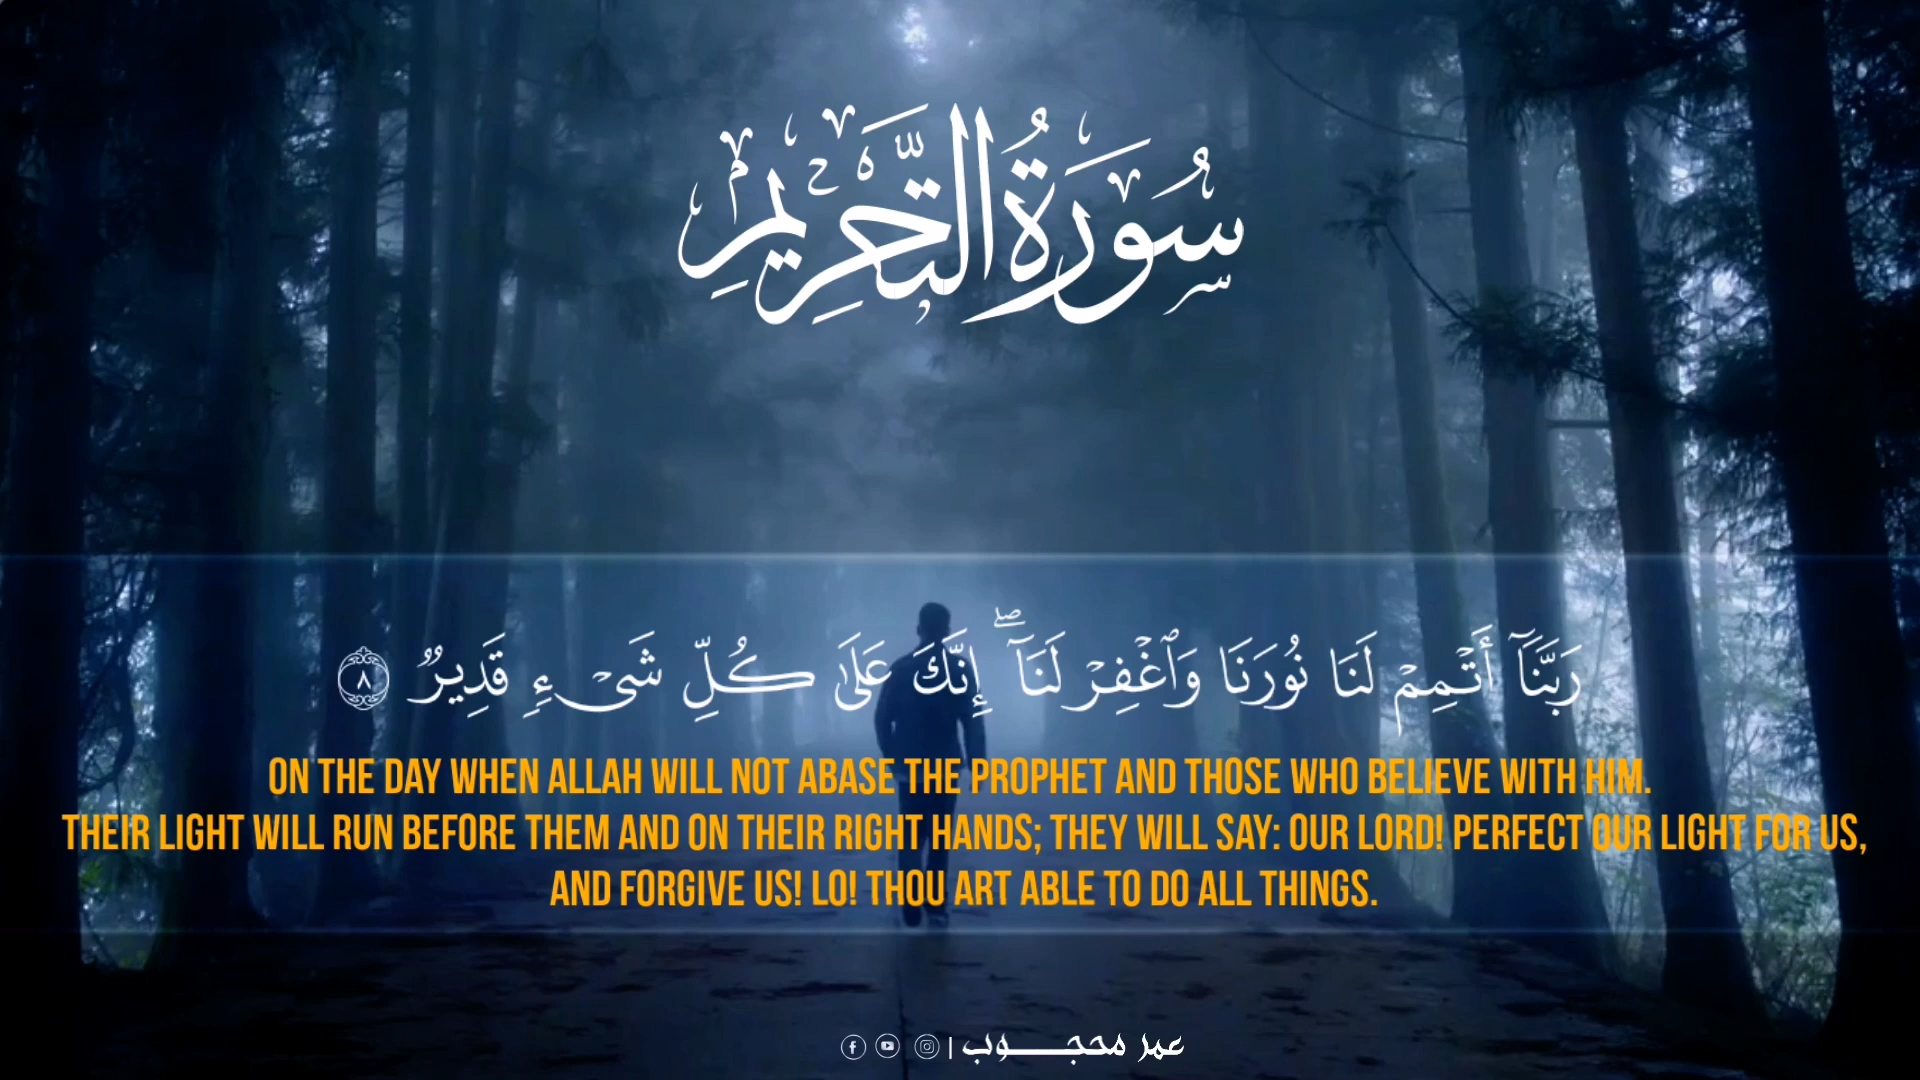 سُورَةُ التَّحْرِيمِ
رَبَّنَآ أَتْمِمْ لَنَا نُورَنَا وَٱغْفِرْ لَنَآ ۖ إِنَّكَ عَلَىٰ كُلِّ شَىْءٍ قَدِيرٌ ٨
ON THE DAY WHEN ALLAH WILL NOT ABASE THE PROPHET AND THOSE WHO BELIEVE WITH HIM.
THEIR LIGHT WILL RUN BEFORE THEM AND ON THEIR RIGHT HANDS; THEY WILL SAY: OUR LORD! PERFECT OUR LIGHT FOR US,
AND FORGIVE US! LO! THOU ART ABLE TO DO ALL THINGS.
عمر محجـــوب |